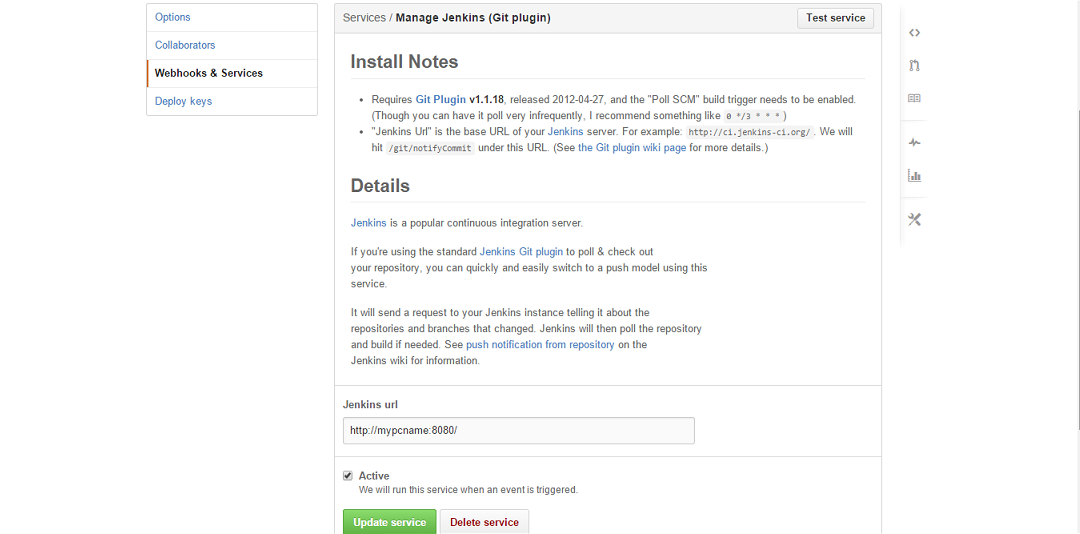 Options
Collaborators
Webhooks & Services
Deploy keys
Services / Manage Jenkins (Git plugin)
Test service
Install Notes
• Requires Git Plugin v1.1.18, released 2012-04-27, and the "Poll SCM" build trigger needs to be enabled.
(Though you can have it poll very infrequently, I recommend something like 0 */3 * * * )
• "Jenkins Url" is the base URL of your Jenkins server. For example: http://ci.jenkins-ci.org/ . We will
hit /git/notifyCommit under this URL. (See the Git plugin wiki page for more details.)
Details
Jenkins is a popular continuous integration server.
If you're using the standard Jenkins Git plugin to poll & check out
your repository, you can quickly and easily switch to a push model using this
service.
It will send a request to your Jenkins instance telling it about the
repositories and branches that changed. Jenkins will then poll the repository
and build if needed. See push notification from repository on the
Jenkins wiki for information.
Jenkins url
http://mypcname:8080/
Active
We will run this service when an event is triggered.
Update service
Delete service